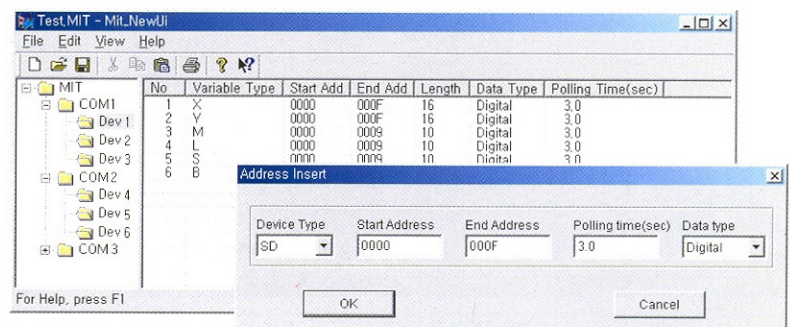 Test,MIT - Mit_NewUi
File Edit View Help
MIT
COM1
Dev 1
Dev 2
Dev 3
COM2
Dev 4
Dev 5
Dev 6
COM3
No Variable Type Start Add End Add Length Data Type Polling Time(sec)
1 X 0000 000F 16 Digital 3,0
2 Y 0000 000F 16 Digital 3,0
3 M 0000 0009 10 Digital 3,0
4 L 0000 0009 10 Digital 3,0
5 S 0000 0009 10 Digital 3,0
6 B
Address Insert
Device Type Start Address End Address Polling time(sec) Data type
SD 0000 000F 3.0 Digital
OK Cancel
For Help, press F1